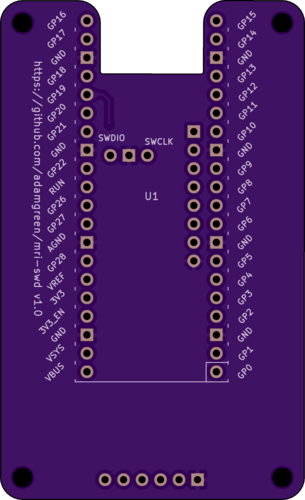 GP16
GP17
GND
GP18
GP19
GP20
GP21
GND
GP22
RUN
GP26
GP27
AGND
GP28
VREF
3V3
3V3_EN
GND
VSYS
VBUS
https://github.com/adamgreen/mri-swd v1.0
SWDIO
SWCLK
U1
GP15
GP14
GND
GP13
GP12
GP11
GP10
GND
GP9
GP8
GP7
GP6
GND
GP5
GP4
GP3
GP2
GND
GP1
GP0